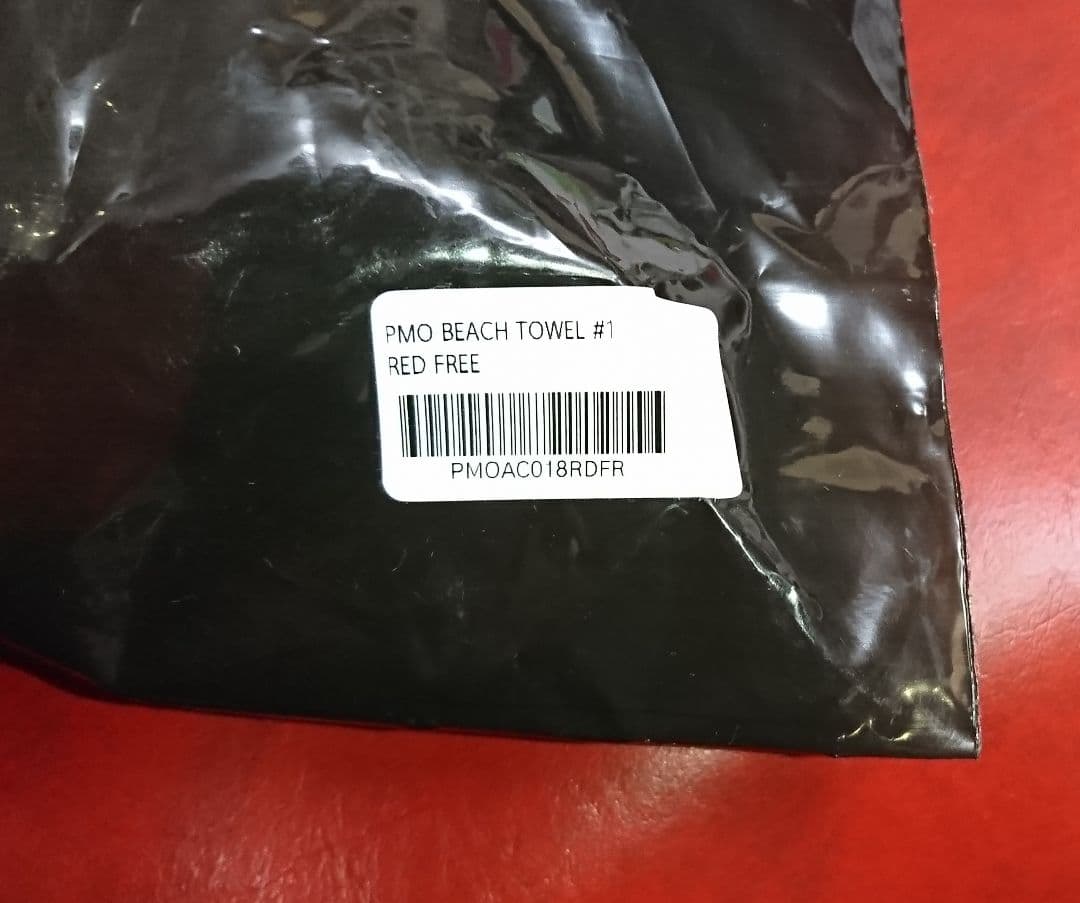 PMO BEACH TOWEL #1
RED FREE
PMOAC018RDFR